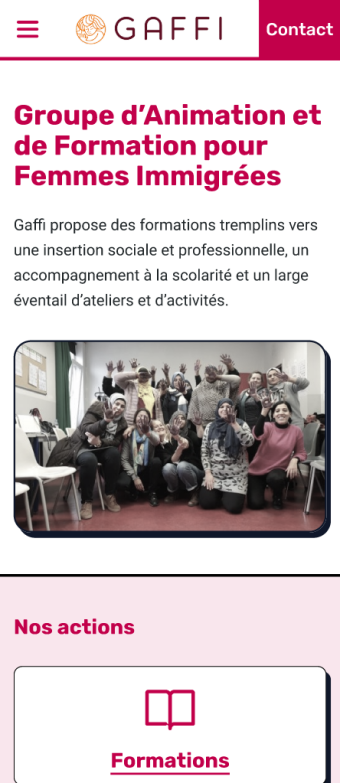 GAFFI
Contact
Groupe d’Animation et
de Formation pour
Femmes Immigrées
Gaffi propose des formations tremplins vers
une insertion sociale et professionnelle, un
accompagnement à la scolarité et un large
éventail d’ateliers et d’activités.
Nos actions
Formations